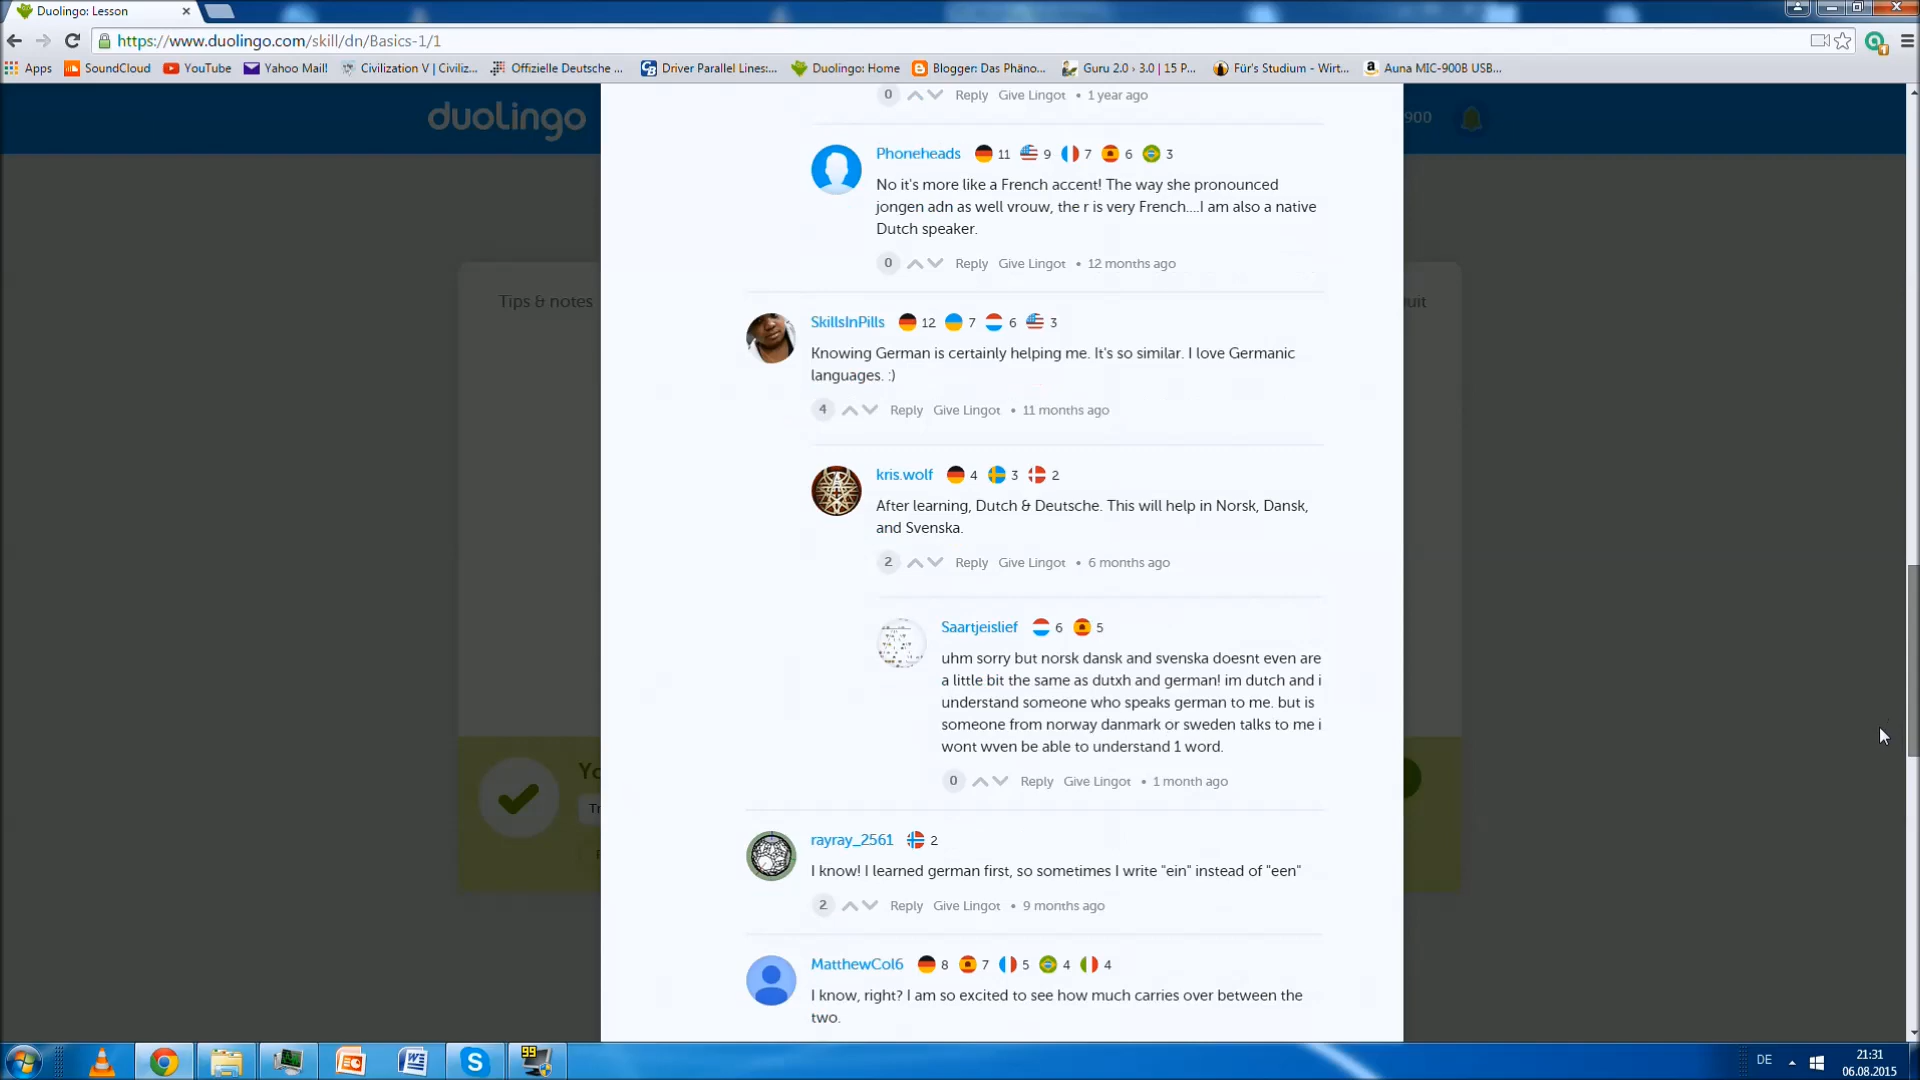 Duolingo: Lesson
https://www.duolingo.com/skill/dn/Basics-1/1
Apps SoundCloud YouTube Yahoo Mail! Civilization V | Civiliz... Offizielle Deutsche ... Driver Parallel Lines:... Duolingo: Home Blogger: Das Phäno... Guru 2.0 › 3.0 | 15 P... Für's Studium - Wirt... Auna MIC-900B USB...
duolingo
900
0 Reply Give Lingot • 1 year ago
Phoneheads 11 9 7 6 3
No it's more like a French accent! The way she pronounced
jongen adn as well vrouw, the r is very French....I am also a native
Dutch speaker.
0 Reply Give Lingot • 12 months ago
Tips & notes
uit
SkillsInPills 12 7 6 3
Knowing German is certainly helping me. It's so similar. I love Germanic
languages. :)
4 Reply Give Lingot • 11 months ago
kris.wolf 4 3 2
After learning, Dutch & Deutsche. This will help in Norsk, Dansk,
and Svenska.
2 Reply Give Lingot • 6 months ago
Saartjeislief 6 5
uhm sorry but norsk dansk and svenska doesnt even are
a little bit the same as dutxh and german! im dutch and i
understand someone who speaks german to me. but is
someone from norway danmark or sweden talks to me i
wont wven be able to understand 1 word.
0 Reply Give Lingot • 1 month ago
Yo
Tr
rayray_2561 2
I know! I learned german first, so sometimes I write "ein" instead of "een"
2 Reply Give Lingot • 9 months ago
MatthewCol6 8 7 5 4 4
I know, right? I am so excited to see how much carries over between the
two.
99
DE
21:31
06.08.2015